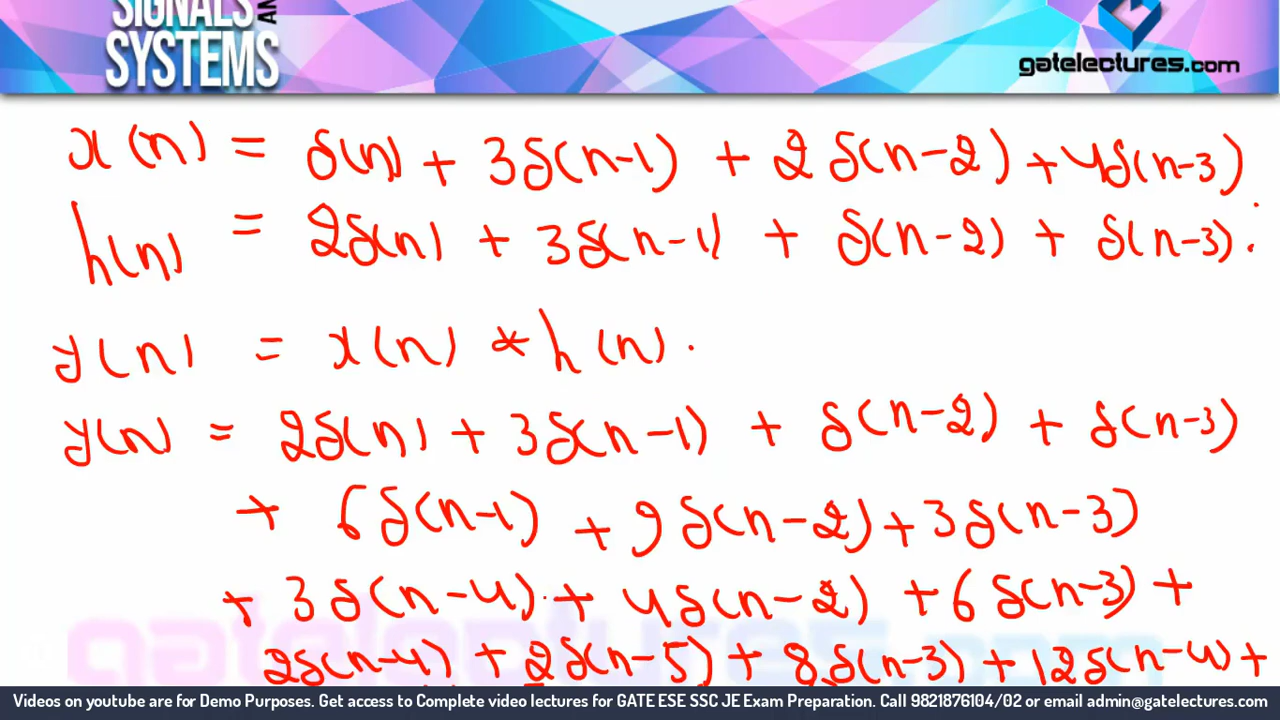 SIGNALS AND
SYSTEMS
gatelectures.com
x(n) = δ(n) + 3δ(n-1) + 2δ(n-2) + 4δ(n-3)
h(n) = 2δ(n) + 3δ(n-1) + δ(n-2) + δ(n-3).
y(n) = x(n) * h(n).
y(n) = 2δ(n) + 3δ(n-1) + δ(n-2) + δ(n-3)
+ 6δ(n-1) + 9δ(n-2) + 3δ(n-3)
+ 3δ(n-4) + 4δ(n-2) + 6δ(n-3) +
2δ(n-4) + 2δ(n-5) + 8δ(n-3) + 12δ(n-4) +
gatelectures.com
Videos on youtube are for Demo Purposes. Get access to Complete video lectures for GATE ESE SSC JE Exam Preparation. Call 9821876104/02 or email admin@gatelectures.com